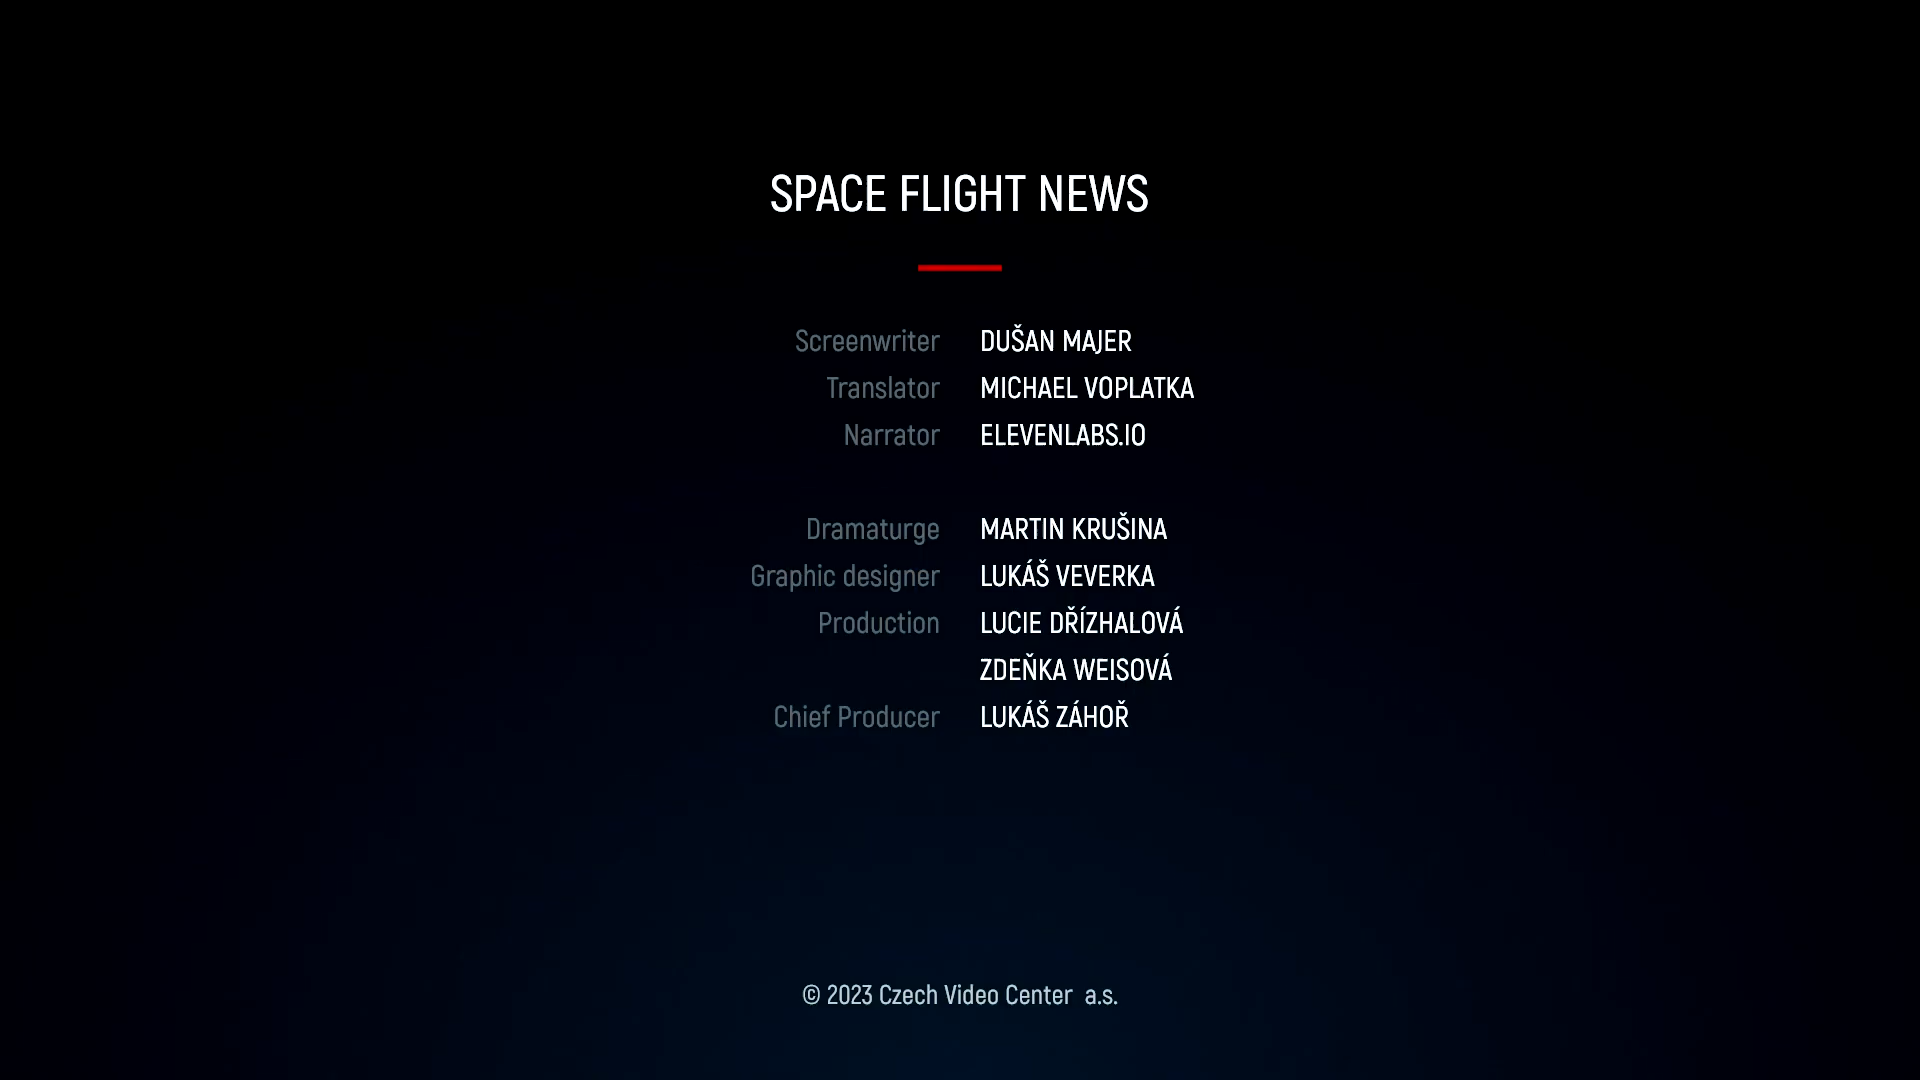 SPACE FLIGHT NEWS
Screenwriter DUŠAN MAJER
Translator MICHAEL VOPLATKA
Narrator ELEVENLABS.IO
Dramaturge MARTIN KRUŠINA
Graphic designer LUKÁŠ VEVERKA
Production LUCIE DŘÍZHALOVÁ
ZDEŇKA WEISOVÁ
Chief Producer LUKÁŠ ZÁHOŘ
© 2023 Czech Video Center a.s.